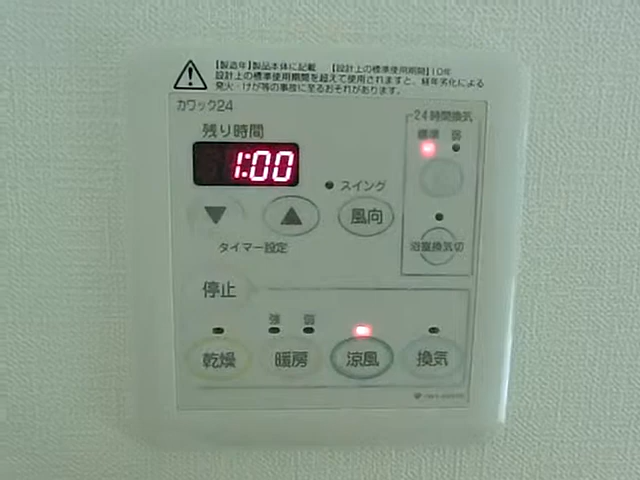 【製造年】製品本体に記載 【設計上の標準使用期間】10年
設計上の標準使用期間を超えて使用されますと、経年劣化による
発火・けが等の事故に至るおそれがあります。
カワック24
24時間換気
残り時間
標準 弱
1:00
スイング
▼ ▲ 風向
タイマー設定
浴室換気切
停止
強 弱
乾燥 暖房 涼風 換気